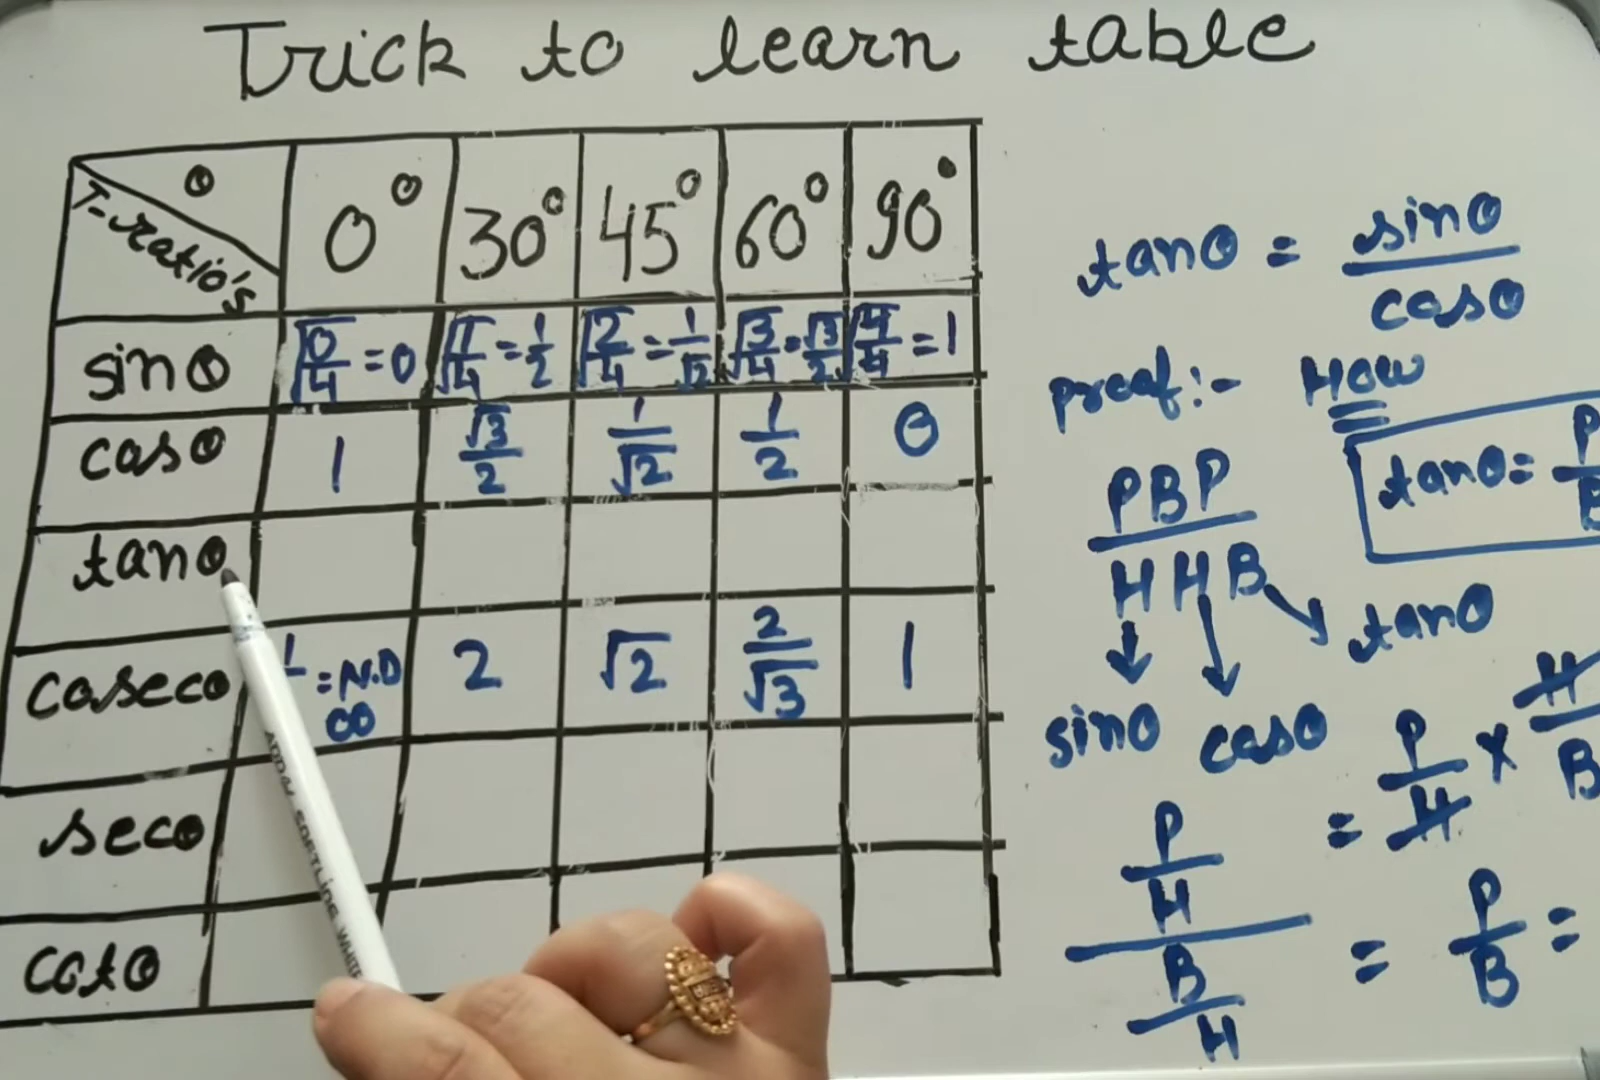 Trick to learn table
θ
T-ratio's
0° 30° 45° 60° 90°
sinθ √0/4 = 0 √1/4 = 1/2 √2/4 = 1/√2 √3/4 = √3/2 √4/4 = 1
cosθ 1 √3/2 1/√2 1/2 0
tanθ
cosecθ = N.D ∞ 2 √2 2/√3 1
secθ
cotθ
tanθ = sinθ/cosθ
proof:- How
tanθ = P/B
PBP
HHB
tanθ
sinθ cosθ
= P/H × H/B
P/H
B/H
= P/B =